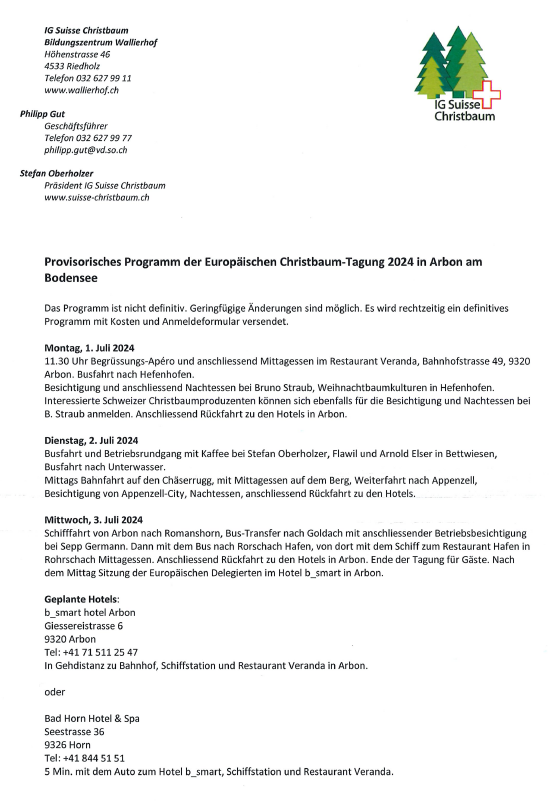 IG Suisse Christbaum
Bildungszentrum Wallierhof
Höhenstrasse 46
4533 Riedholz
Telefon 032 627 99 11
www.wallierhof.ch
Philipp Gut
Geschäftsführer
Telefon 032 627 99 77
philipp.gut@vd.so.ch
Stefan Oberholzer
Präsident IG Suisse Christbaum
www.suisse-christbaum.ch
IG Suisse
Christbaum
Provisorisches Programm der Europäischen Christbaum-Tagung 2024 in Arbon am
Bodensee
Das Programm ist nicht definitiv. Geringfügige Änderungen sind möglich. Es wird rechtzeitig ein definitives
Programm mit Kosten und Anmeldeformular versendet.
Montag, 1. Juli 2024
11.30 Uhr Begrüssungs-Apéro und anschliessend Mittagessen im Restaurant Veranda, Bahnhofstrasse 49, 9320
Arbon. Busfahrt nach Hefenhofen.
Besichtigung und anschliessend Nachtessen bei Bruno Straub, Weihnachtbaumkulturen in Hefenhofen.
Interessierte Schweizer Christbaumproduzenten können sich ebenfalls für die Besichtigung und Nachtessen bei
B. Straub anmelden. Anschliessend Rückfahrt zu den Hotels in Arbon.
Dienstag, 2. Juli 2024
Busfahrt und Betriebsrundgang mit Kaffee bei Stefan Oberholzer, Flawil und Arnold Elser in Bettwiesen,
Busfahrt nach Unterwasser.
Mittags Bahnfahrt auf den Chäserrugg, mit Mittagessen auf dem Berg, Weiterfahrt nach Appenzell,
Besichtigung von Appenzell-City, Nachtessen, anschliessend Rückfahrt zu den Hotels.
Mittwoch, 3. Juli 2024
Schifffahrt von Arbon nach Romanshorn, Bus-Transfer nach Goldach mit anschliessender Betriebsbesichtigung
bei Sepp Germann. Dann mit dem Bus nach Rorschach Hafen, von dort mit dem Schiff zum Restaurant Hafen in
Rohrschach Mittagessen. Anschliessend Rückfahrt zu den Hotels in Arbon. Ende der Tagung für Gäste. Nach
dem Mittag Sitzung der Europäischen Delegierten im Hotel b_smart in Arbon.
Geplante Hotels:
b_smart hotel Arbon
Giessereistrasse 6
9320 Arbon
Tel: +41 71 511 25 47
In Gehdistanz zu Bahnhof, Schiffstation und Restaurant Veranda in Arbon.
oder
Bad Horn Hotel & Spa
Seestrasse 36
9326 Horn
Tel: +41 844 51 51
5 Min. mit dem Auto zum Hotel b_smart, Schiffstation und Restaurant Veranda.